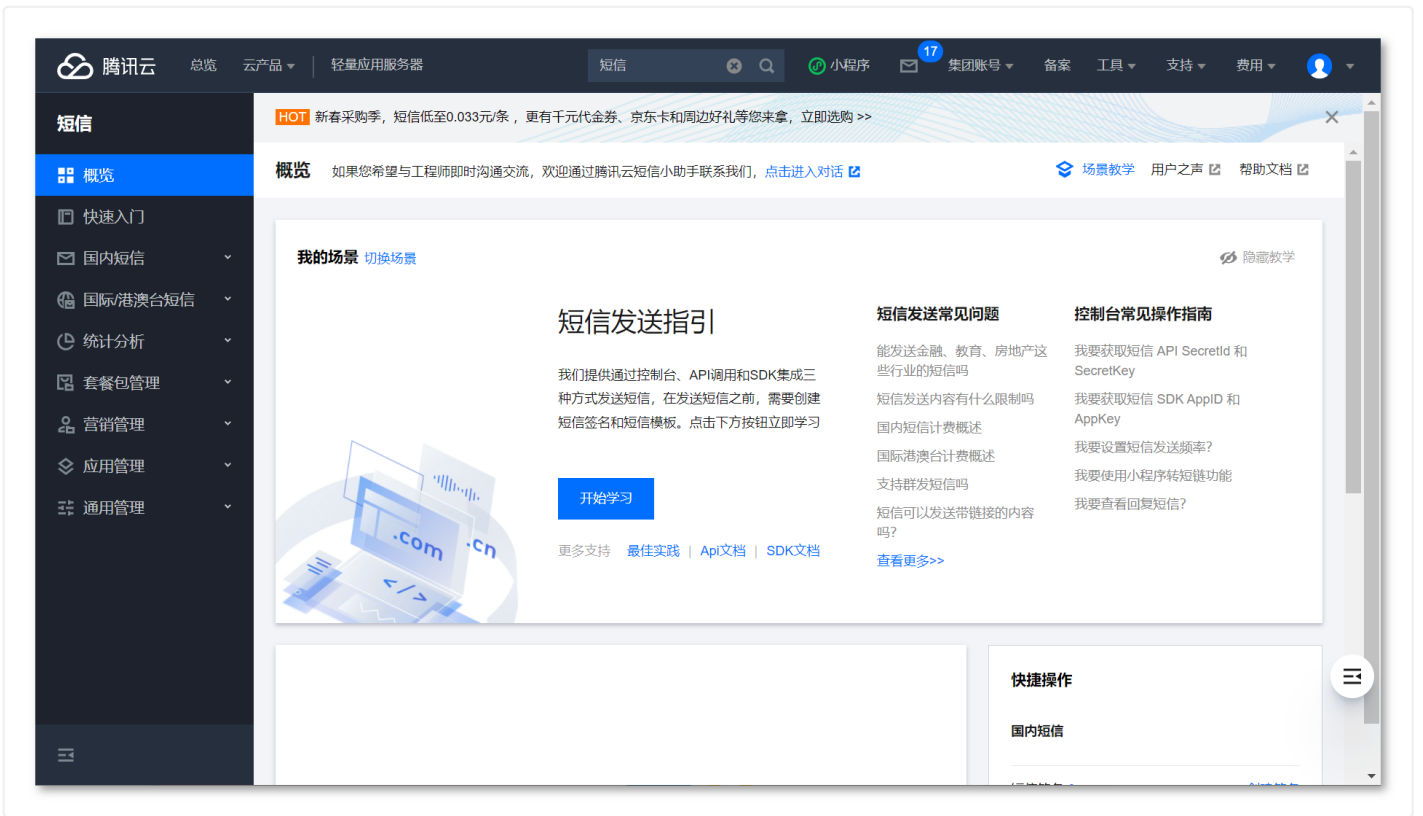 腾讯云 总览 云产品 轻量应用服务器 短信 小程序 17 集团账号 备案 工具 支持 费用
短信
概览
快速入门
国内短信
国际/港澳台短信
统计分析
套餐包管理
营销管理
应用管理
通用管理
HOT 新春采购季，短信低至0.033元/条 ，更有千元代金券、京东卡和周边好礼等您来拿，立即选购 >>
概览 如果您希望与工程师即时沟通交流，欢迎通过腾讯云短信小助手联系我们，点击进入对话 场景教学 用户之声 帮助文档
我的场景 切换场景 隐藏教学
短信发送指引
我们提供通过控制台、API调用和SDK集成三
种方式发送短信，在发送短信之前，需要创建
短信签名和短信模板。点击下方按钮立即学习
开始学习
更多支持 最佳实践 | Api文档 | SDK文档
.com
.cn
</>
短信发送常见问题
能发送金融、教育、房地产这
些行业的短信吗
短信发送内容有什么限制吗
国内短信计费概述
国际港澳台计费概述
支持群发短信吗
短信可以发送带链接的内容
吗?
查看更多>>
控制台常见操作指南
我要获取短信 API SecretId 和
SecretKey
我要获取短信 SDK AppID 和
AppKey
我要设置短信发送频率?
我要使用小程序转短链功能
我要查看回复短信?
快捷操作
国内短信